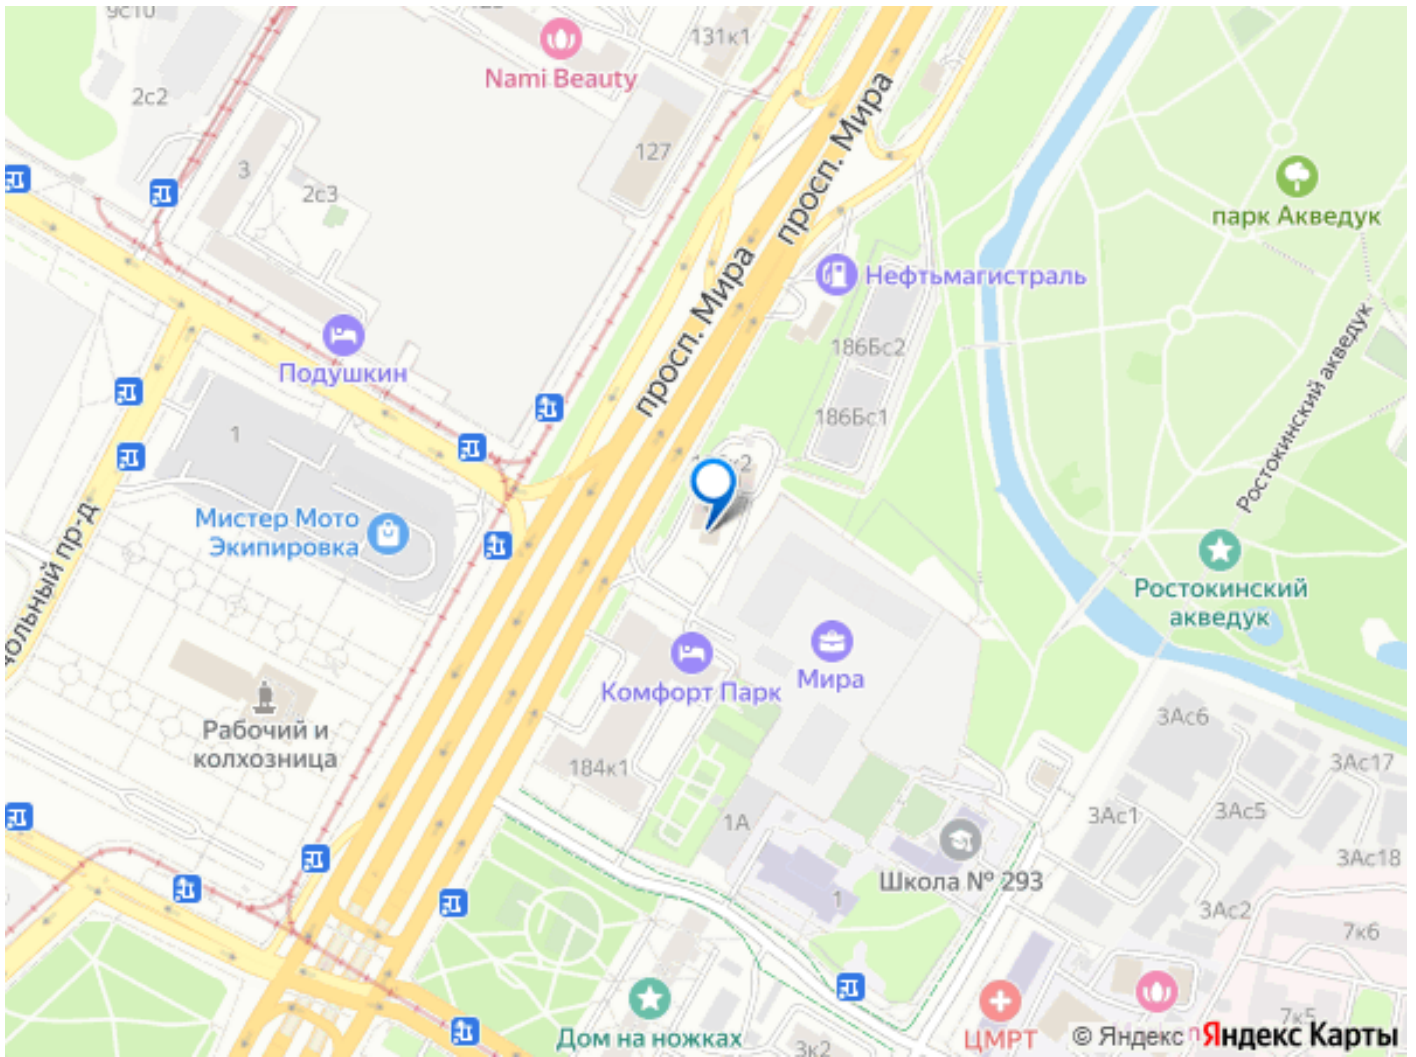 9с10
2с2
Nami Beauty
131к1
127
3
2с3
просп. Мира
просп. Мира
парк Акведук
Нефтьмагистраль
186Бс2
186Бс1
Подушкин
Ростокинский акведук
1
Мистер Мото
Экипировка
Ростокинский
акведук
Комфорт Парк
Мира
Рабочий и
колхозница
184к1
1А
3Ас6
3Ас17
3Ас1
3Ас5
3Ас18
Школа № 293
1
3Ас2
7к6
7к5
Дом на ножках
3к2
ЦМРТ
© Яндекс
Яндекс Карты